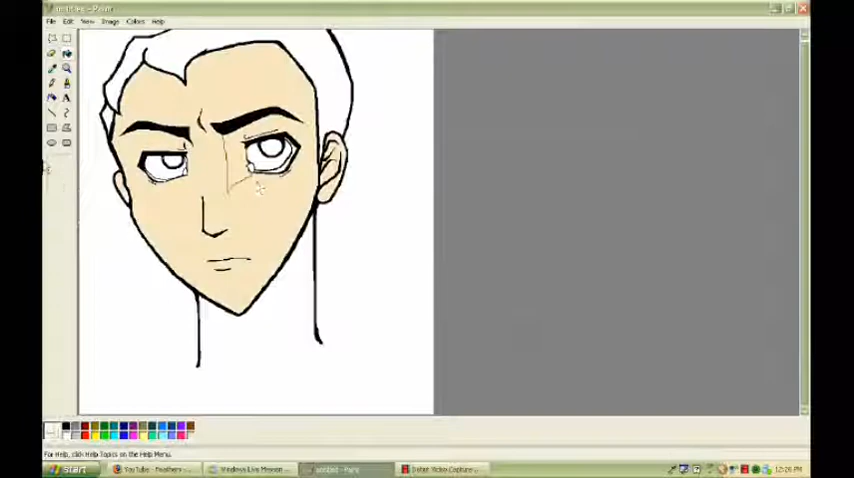 untitled - Paint
File Edit View Image Colors Help
A
For Help, click Help Topics on the Help Menu.
start YouTube - Feathers - ... Windows Live Messen... untitled - Paint Debut Video Capture ... 12:26 PM